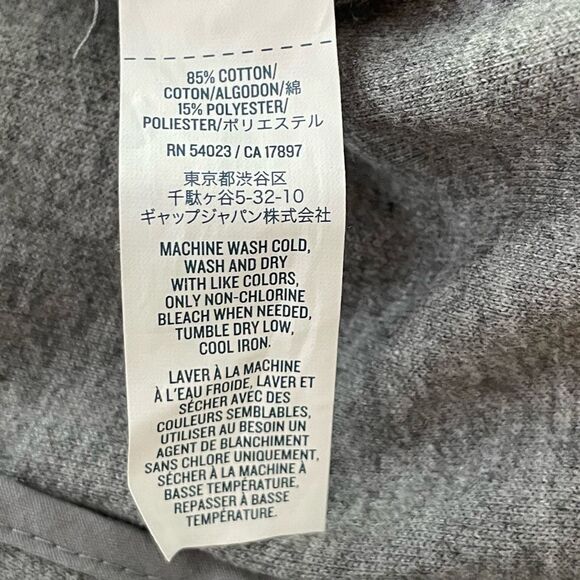 85% COTTON/
COTON/ALGODON/綿
15% POLYESTER/
POLIESTER/ポリエステル
RN 54023 / CA 17897
東京都渋谷区
千駄ヶ谷5-32-10
ギャップジャパン株式会社
MACHINE WASH COLD,
WASH AND DRY
WITH LIKE COLORS,
ONLY NON-CHLORINE
BLEACH WHEN NEEDED,
TUMBLE DRY LOW,
COOL IRON.
LAVER À LA MACHINE
À L'EAU FROIDE, LAVER ET
SÉCHER AVEC DES
COULEURS SEMBLABLES,
UTILISER AU BESOIN UN
AGENT DE BLANCHIMENT
SANS CHLORE UNIQUEMENT,
SÉCHER À LA MACHINE À
BASSE TEMPÉRATURE,
REPASSER À BASSE
TEMPÉRATURE.